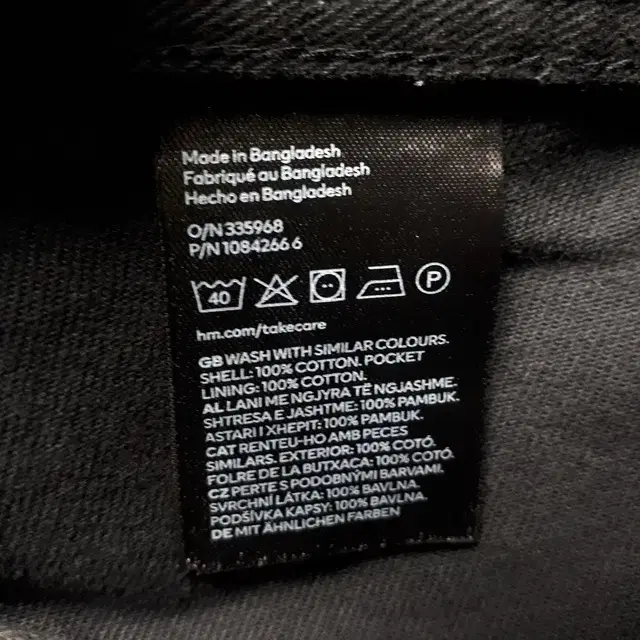 Made in Bangladesh
Fabriqué au Bangladesh
Hecho en Bangladesh
O/N 335968
P/N 1084266 6
40
P
hm.com/takecare
GB WASH WITH SIMILAR COLOURS.
SHELL: 100% COTTON. POCKET
LINING: 100% COTTON.
AL LANI ME NGJYRA TË NGJASHME.
SHTRESA E JASHTME: 100% PAMBUK.
ASTARI I XHEPIT: 100% PAMBUK.
CAT RENTEU-HO AMB PECES
SIMILARS. EXTERIOR: 100% COTÓ.
FOLRE DE LA BUTXACA: 100% COTÓ.
CZ PERTE S PODOBNÝMI BARVAMI.
SVRCHNÍ LÁTKA: 100% BAVLNA.
PODŠÍVKA KAPSY: 100% BAVLNA.
DE MIT ÄHNLICHEN FARBEN